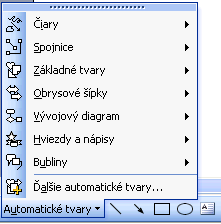 Čiary
Spojnice
Základné tvary
Obrysové šípky
Vývojový diagram
Hviezdy a nápisy
Bubliny
Ďalšie automatické tvary...
Automatické tvary